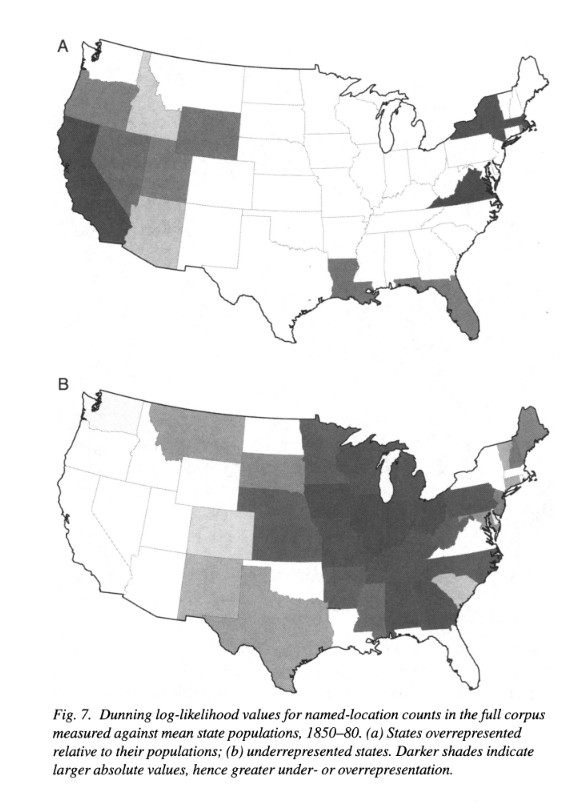 A
B
Fig. 7. Dunning log-likelihood values for named-location counts in the full corpus
measured against mean state populations, 1850–80. (a) States overrepresented
relative to their populations; (b) underrepresented states. Darker shades indicate
larger absolute values, hence greater under- or overrepresentation.